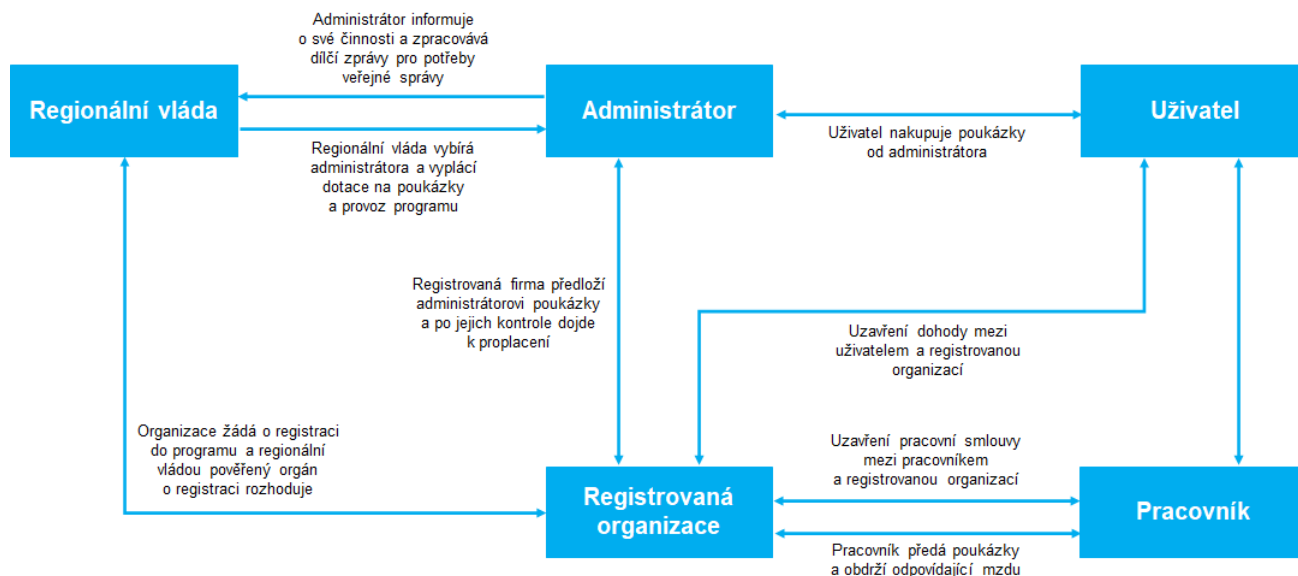 Administrátor informuje
o své činnosti a zpracovává
dílčí zprávy pro potřeby
veřejné správy
Regionální vláda
Administrátor
Uživatel
Regionální vláda vybírá
administrátora a vyplácí
dotace na poukázky
a provoz programu
Uživatel nakupuje poukázky
od administrátora
Registrovaná firma předloží
administrátorovi poukázky
a po jejich kontrole dojde
k proplacení
Uzavření dohody mezi
uživatelem a registrovanou
organizací
Organizace žádá o registraci
do programu a regionální
vládou pověřený orgán
o registraci rozhoduje
Uzavření pracovní smlouvy
mezi pracovníkem
a registrovanou organizací
Registrovaná
organizace
Pracovník
Pracovník předá poukázky
a obdrží odpovídající mzdu